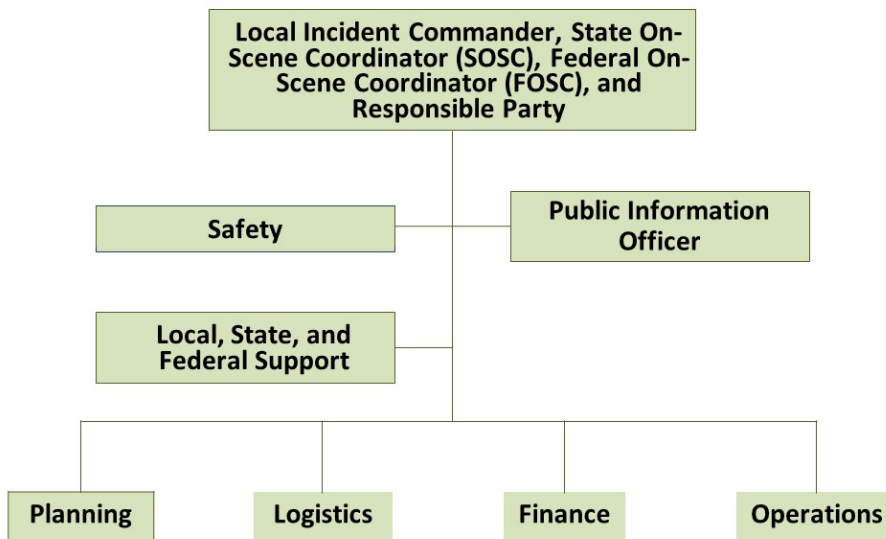 Local Incident Commander, State On-
Scene Coordinator (SOSC), Federal On-
Scene Coordinator (FOSC), and
Responsible Party
Safety
Public Information
Officer
Local, State, and
Federal Support
Planning
Logistics
Finance
Operations